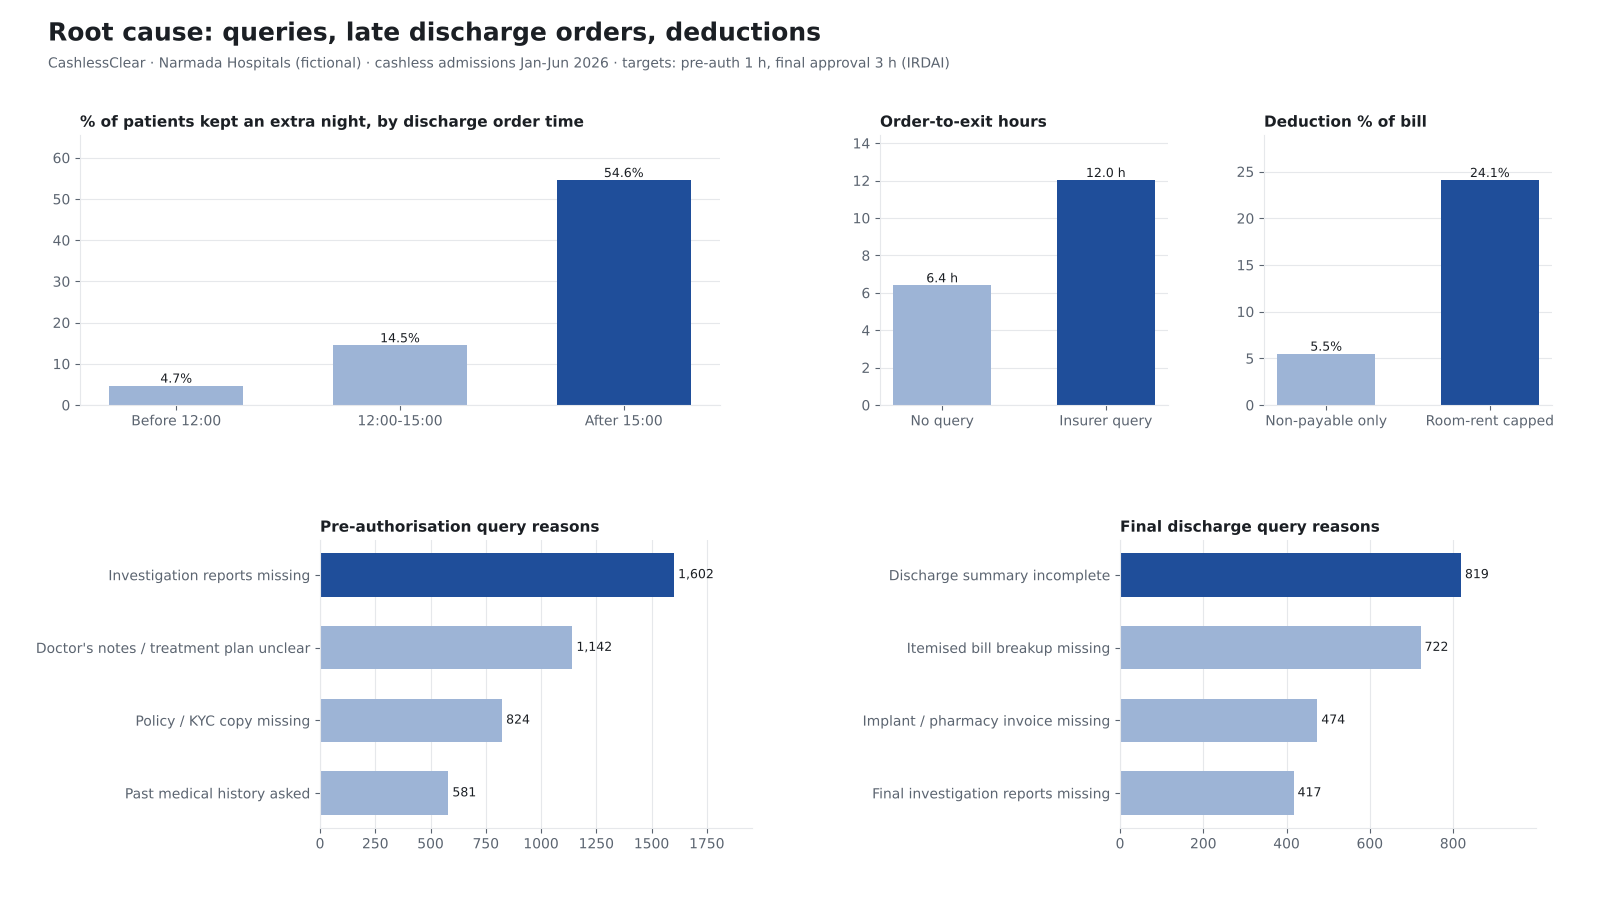 Root cause: queries, late discharge orders, deductions
CashlessClear · Narmada Hospitals (fictional) · cashless admissions Jan-Jun 2026 · targets: pre-auth 1 h, final approval 3 h (IRDAI)
% of patients kept an extra night, by discharge order time
60
50
40
30
20
10
0
4.7%
14.5%
54.6%
Before 12:00
12:00-15:00
After 15:00
Order-to-exit hours
14
12
10
8
6
4
2
0
6.4 h
12.0 h
No query
Insurer query
Deduction % of bill
25
20
15
10
5
0
5.5%
24.1%
Non-payable only
Room-rent capped
Pre-authorisation query reasons
Investigation reports missing
1,602
Doctor's notes / treatment plan unclear
1,142
Policy / KYC copy missing
824
Past medical history asked
581
0 250 500 750 1000 1250 1500 1750
Final discharge query reasons
Discharge summary incomplete
819
Itemised bill breakup missing
722
Implant / pharmacy invoice missing
474
Final investigation reports missing
417
0 200 400 600 800